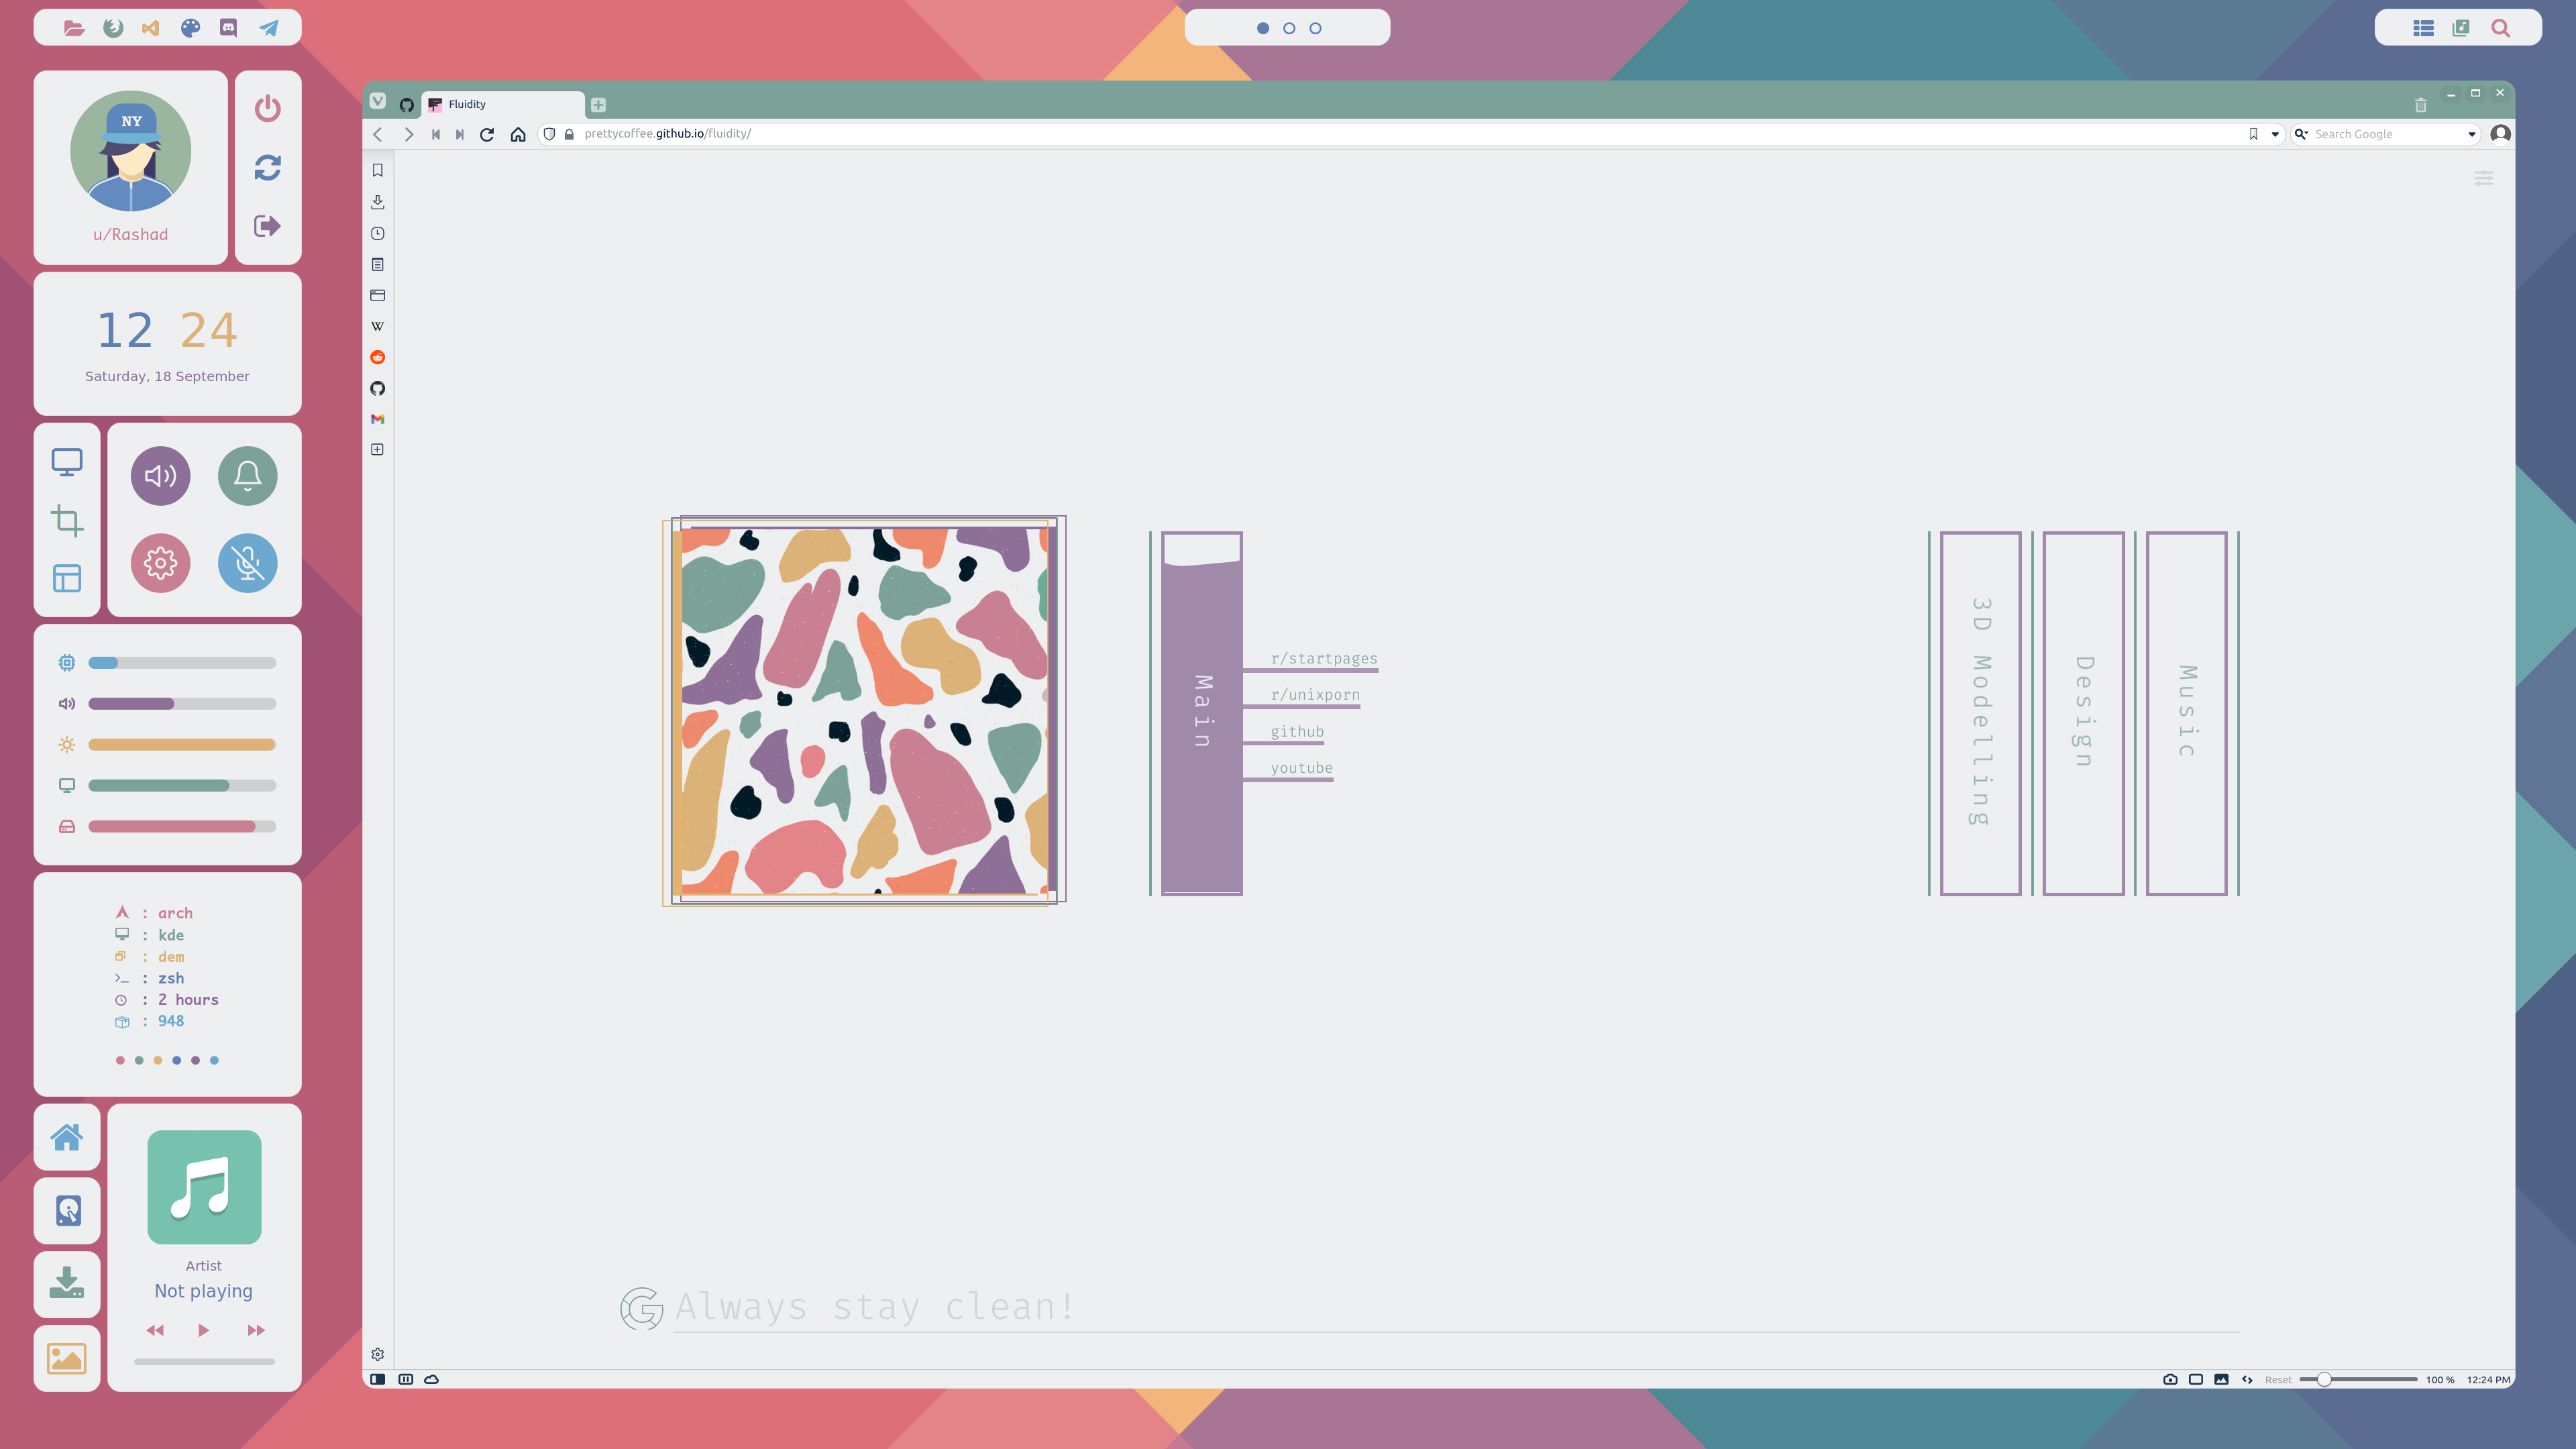 NY
u/Rashad
12 24
Saturday, 18 September
: arch
: kde
: dem
: zsh
: 2 hours
: 948
Artist
Not playing
Fluidity
prettycoffee.github.io/fluidity/
Search Google
W
Main
r/startpages
r/unixporn
github
youtube
3D Modelling
Design
Music
G
Always stay clean!
Reset
100 %
12:24 PM